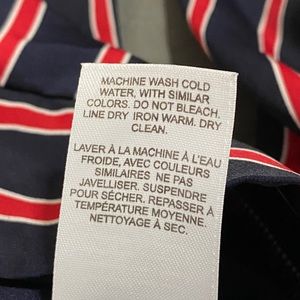 MACHINE WASH COLD
WATER, WITH SIMILAR
COLORS. DO NOT BLEACH.
LINE DRY IRON WARM. DRY
CLEAN.
LAVER À LA MACHINE À L'EAU
FROIDE, AVEC COULEURS
SIMILAIRES NE PAS
JAVELLISER. SUSPENDRE
POUR SÉCHER. REPASSER À
TEMPÉRATURE MOYENNE.
NETTOYAGE À SEC.